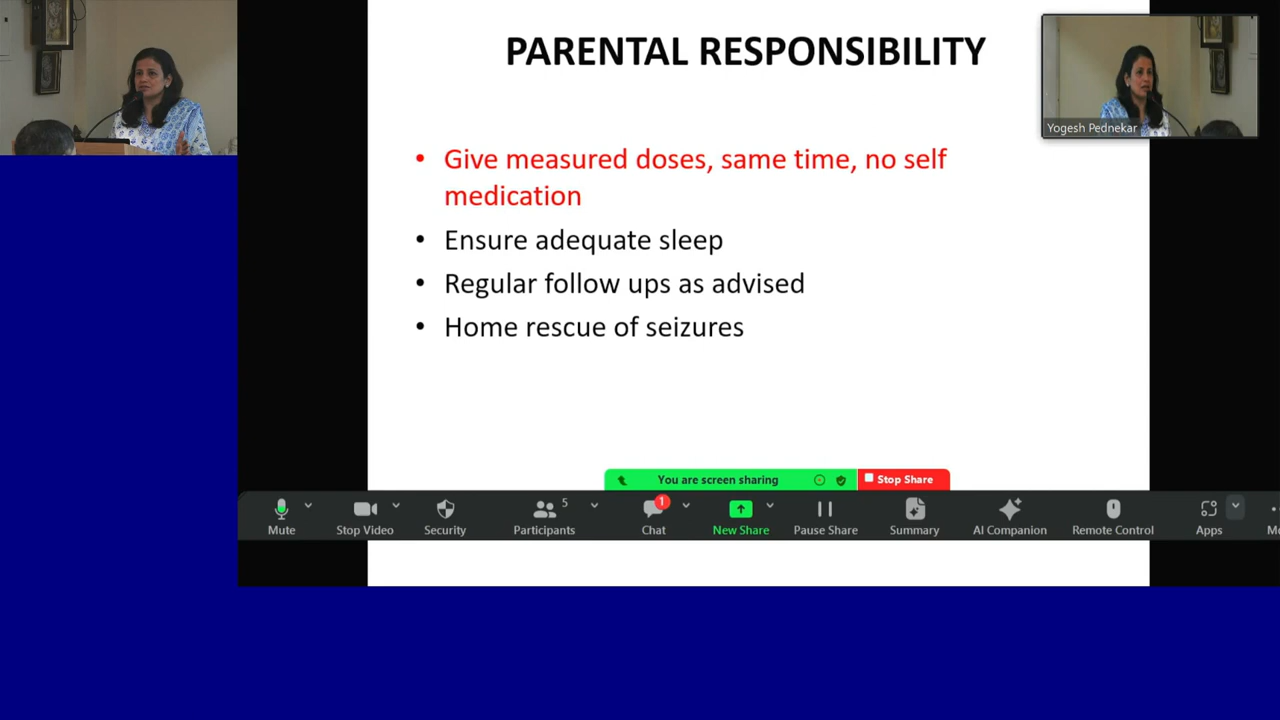 PARENTAL RESPONSIBILITY
Yogesh Pednekar
• Give measured doses, same time, no self
medication
• Ensure adequate sleep
• Regular follow ups as advised
• Home rescue of seizures
You are screen sharing
Stop Share
5
1
Mute
Stop Video
Security
Participants
Chat
New Share
Pause Share
Summary
AI Companion
Remote Control
Apps